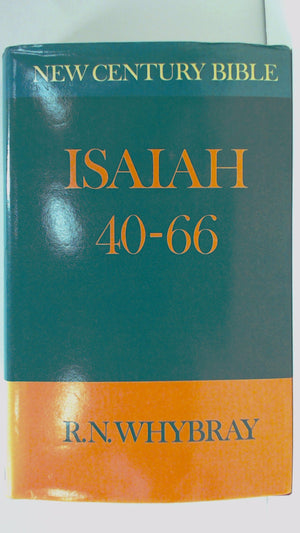 NEW CENTURY BIBLE
ISAIAH
40-66
R.N.WHYBRAY